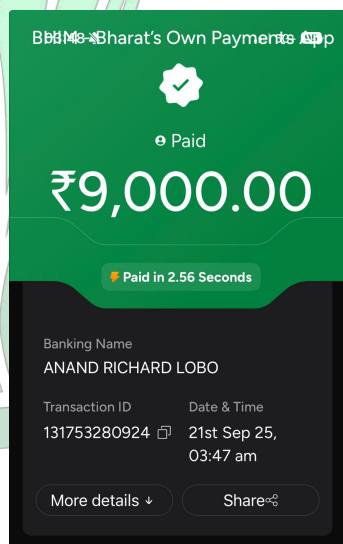 BHIM - Bharat's Own Payments App
Paid
₹9,000.00
Paid in 2.56 Seconds
Banking Name
ANAND RICHARD LOBO
Transaction ID
Date & Time
131753280924
21st Sep 25,
03:47 am
More details
Share